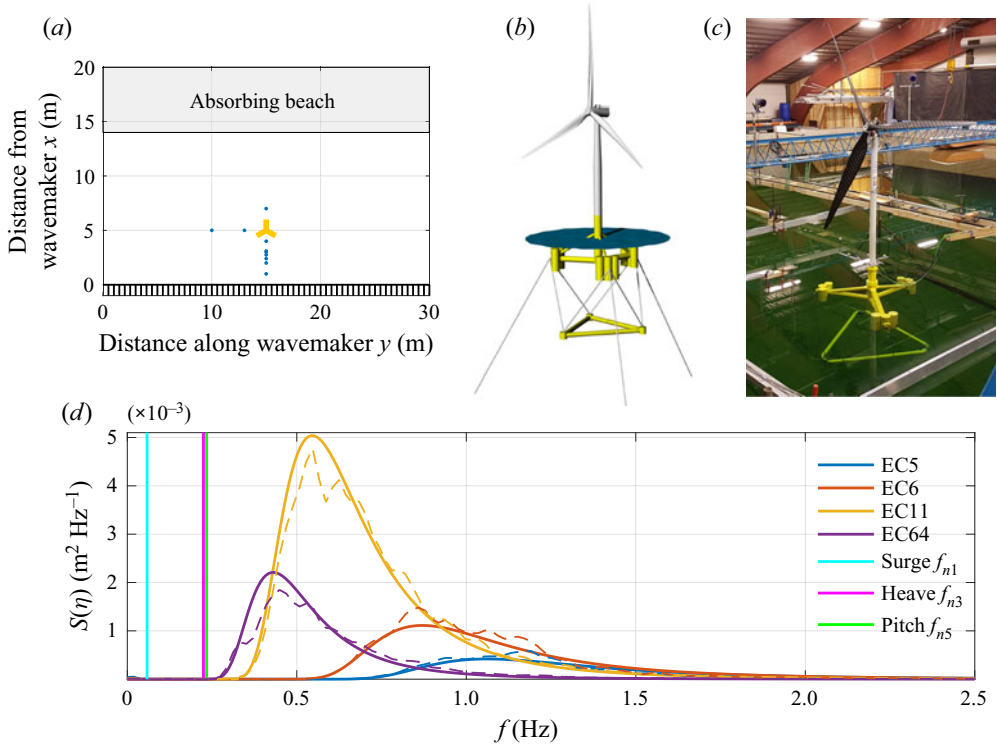 (a)
20
15
10
5
0
Absorbing beach
0
10
20
30
Distance from
wavemaker x (m)
Distance along wavemaker y (m)
(b)
(c)
(d)
(×10⁻³)
5
4
3
2
1
0
0.5
1.0
1.5
2.0
2.5
S(η) (m² Hz⁻¹)
f (Hz)
EC5
EC6
EC11
EC64
Surge fₙ₁
Heave fₙ₃
Pitch fₙ₅